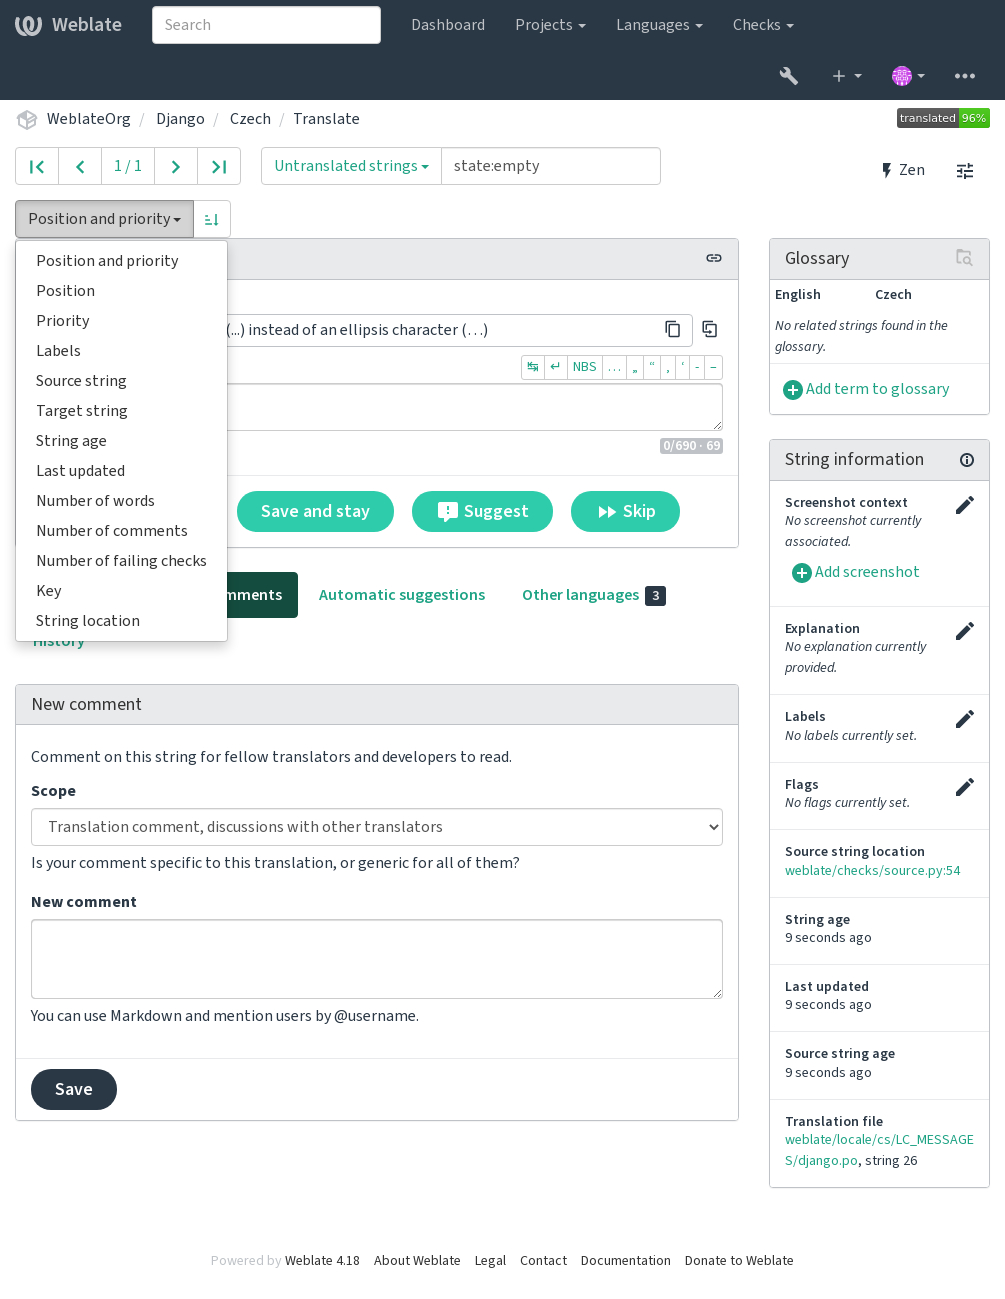 Weblate
Search
Dashboard
Projects
Languages
Checks
WeblateOrg / Django / Czech / Translate
translated 96%
1 / 1
Untranslated strings
state:empty
Zen
Position and priority
Position and priority
Position
Priority
Labels
Source string
Target string
String age
Last updated
Number of words
Number of comments
Number of failing checks
Key
String location
(...) instead of an ellipsis character (…)
↹ ↵ NBS … „ “ ‚ ‘ - –
0/690 · 69
Save and stay
Suggest
Skip
mments
Automatic suggestions
Other languages 3
History
New comment
Comment on this string for fellow translators and developers to read.
Scope
Translation comment, discussions with other translators
Is your comment specific to this translation, or generic for all of them?
New comment
You can use Markdown and mention users by @username.
Save
Glossary
English Czech
No related strings found in the
glossary.
Add term to glossary
String information
Screenshot context
No screenshot currently
associated.
Add screenshot
Explanation
No explanation currently
provided.
Labels
No labels currently set.
Flags
No flags currently set.
Source string location
weblate/checks/source.py:54
String age
9 seconds ago
Last updated
9 seconds ago
Source string age
9 seconds ago
Translation file
weblate/locale/cs/LC_MESSAGE
S/django.po, string 26
Powered by Weblate 4.18 About Weblate Legal Contact Documentation Donate to Weblate